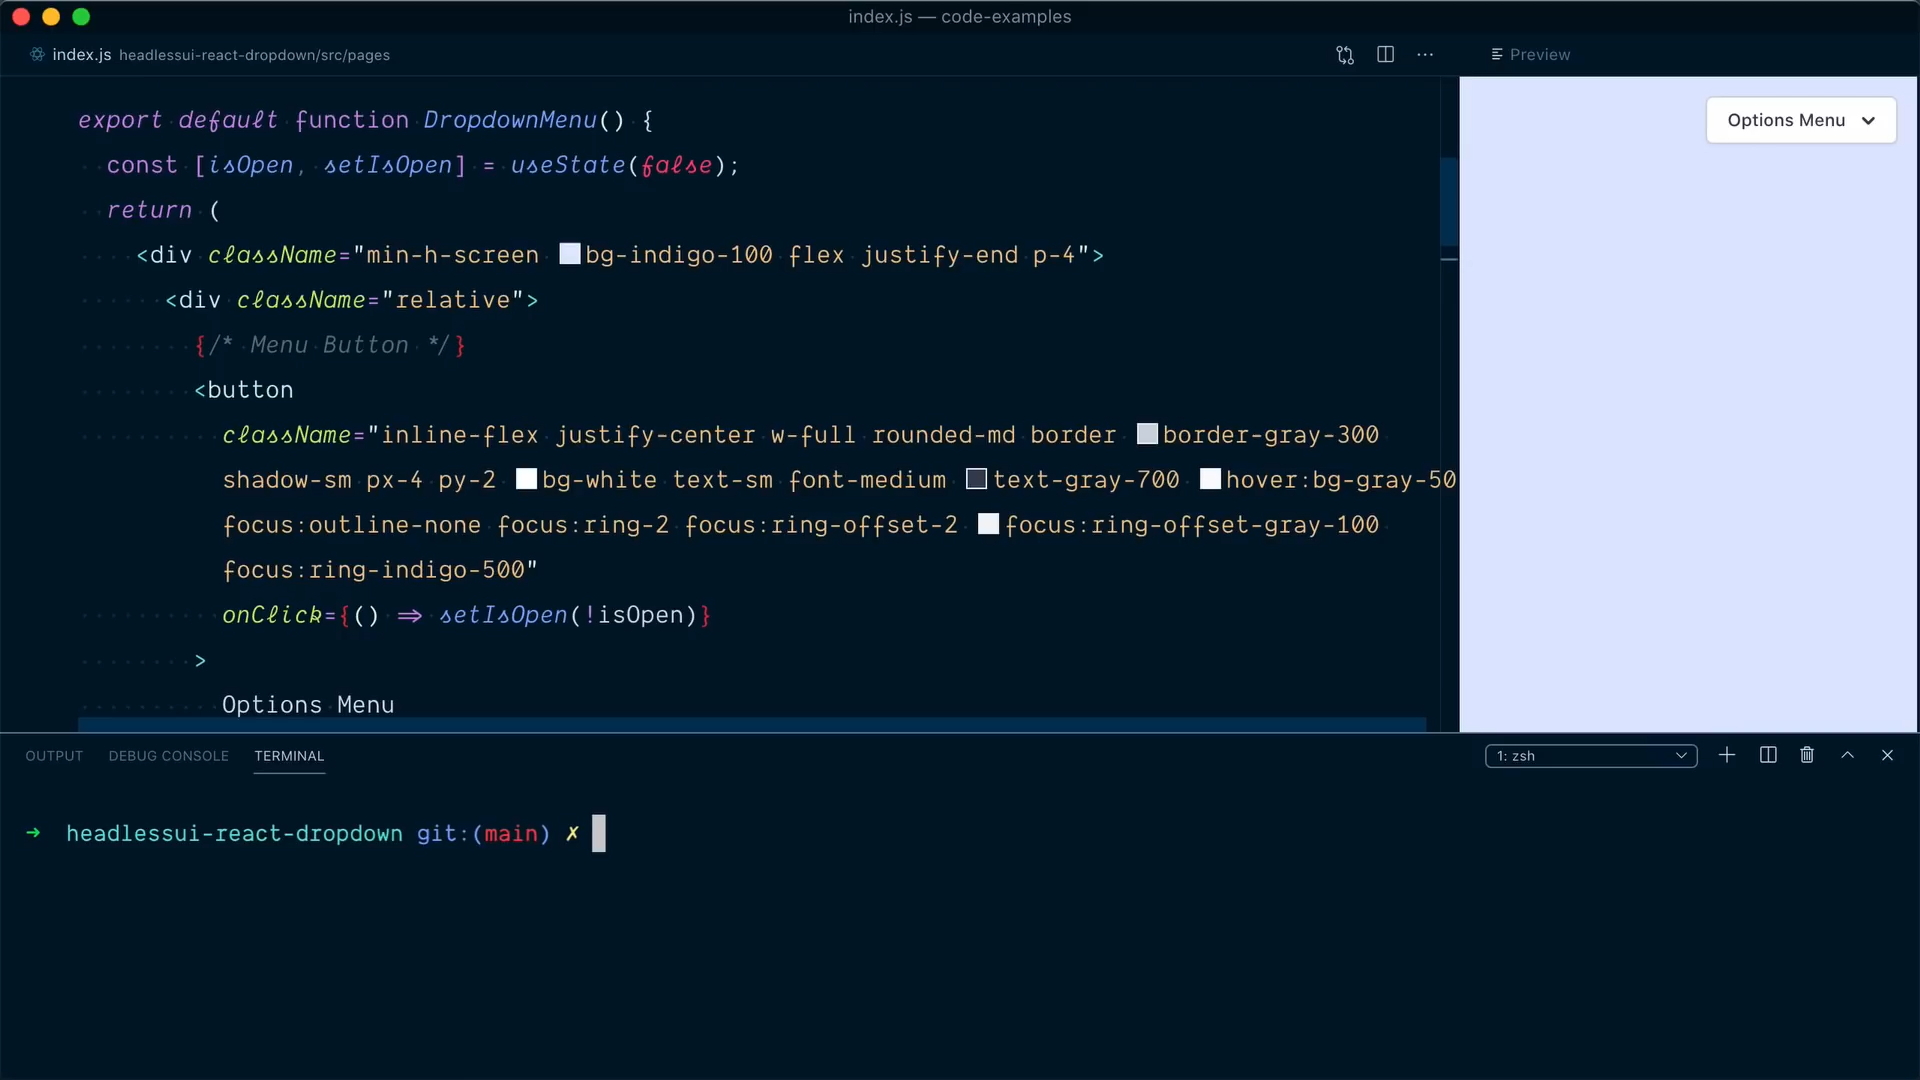 index.js — code-examples
index.js headlessui-react-dropdown/src/pages
Preview
export default function DropdownMenu() {
const [isOpen, setIsOpen] = useState(false);
return (
<div className="min-h-screen bg-indigo-100 flex justify-end p-4">
<div className="relative">
{/* Menu Button */}
<button
className="inline-flex justify-center w-full rounded-md border border-gray-300
shadow-sm px-4 py-2 bg-white text-sm font-medium text-gray-700 hover:bg-gray-50
focus:outline-none focus:ring-2 focus:ring-offset-2 focus:ring-offset-gray-100
focus:ring-indigo-500"
onClick={() => setIsOpen(!isOpen)}
>
Options Menu
Options Menu
OUTPUT DEBUG CONSOLE TERMINAL
1: zsh
➜ headlessui-react-dropdown git:(main) ✗